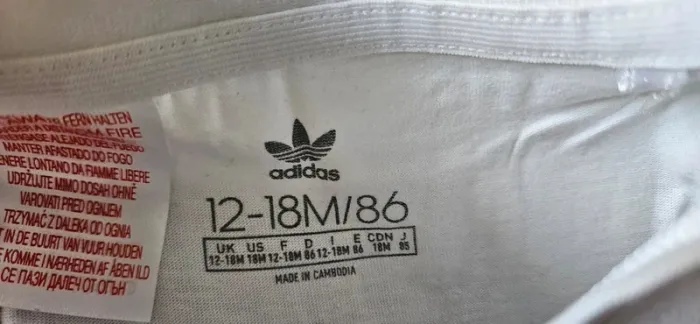 FERN HALTEN
FIRE
MANTER AFASTADO DO FOGO
TENERE LONTANO DA FIAMME LIBERE
UDRŽUJTE MIMO DOSAH OHNĚ
VAROVATI PRED OGNJEM
TRZYMAĆ Z DALEKA OD OGNIA
IN DE BUURT VAN VUUR HOUDEN
KOMME I NÆRHEDEN AF ÅBEN ILD
СЕ ПАЗИ ДАЛЕЧ ОТ ОГЪН
adidas
12-18M/86
UK US F D I E CDN J
12-18M 18M 12-18M 86 12-18M 86 18M 85
MADE IN CAMBODIA